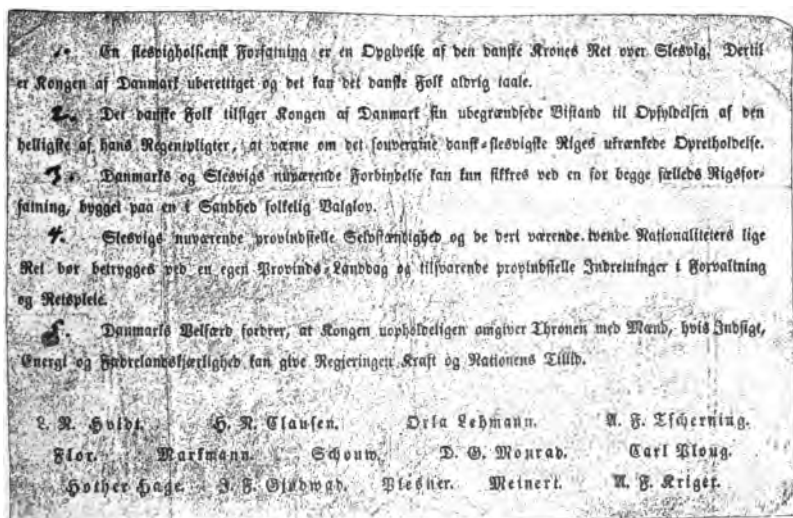 1. En slesvigholsiensk Forfatning er en Opgivelse af den danske Krones Ret over Slesvig. Dertil
er Kongen af Danmark uberettiget og det kan det danske Folk aldrig taale.
2. Det danske Folk tilsiger Kongen af Danmark sin ubegrændsede Bistand til Opfyldelsen af den
helligste af hans Regentpligter, at værne om det souveraine dansk-slesvigske Riges ukrænkede Opretholdelse.
3. Danmarks og Slesvigs nuværende Forbindelse kan kun sikkres ved en for begge fælleds Rigsfor-
fatning, bygget paa en i Sandhed folkelig Valglov.
4. Slesvigs nuværende provindsielle Selvstændighed og de deri værende tvende Nationaliteters lige
Ret bør betrygges ved en egen Provinds-Landdag og tilsvarende provindsielle Indretninger i Forvaltning
og Retspleie.
5. Danmarks Velfærd fordrer, at Kongen uopholdeligen omgiver Thronen med Mænd, hvis Indsigt,
Energi og Fædrelandskjærlighed kan give Regjeringen Kraft og Nationens Tillid.
L. N. Hvidt. H. N. Clausen. Orla Lehmann. A. F. Tscherning.
Flor. Markmann. Schouw. D. G. Monrad. Carl Ploug.
Hother Hage. J. F. Gjødwad. Plesner. Meinert. A. F. Kriger.